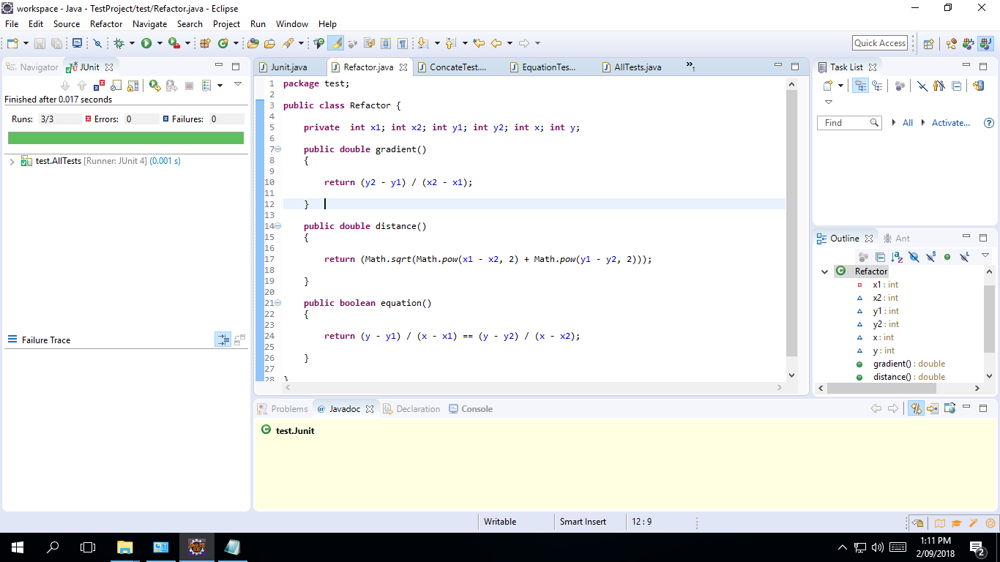 workspace - Java - TestProject/test/Refactor.java - Eclipse
File Edit Source Refactor Navigate Search Project Run Window Help
Quick Access
Navigator JUnit
Finished after 0.017 seconds
Runs: 3/3 Errors: 0 Failures: 0
test.AllTests [Runner: JUnit 4] (0.001 s)
Failure Trace
Junit.java Refactor.java ConcateTest.... EquationTes... AllTests.java »1
1 package test;
2
3 public class Refactor {
4
5 private  int x1; int x2; int y1; int y2; int x; int y;
6
7 public double gradient()
8 {
9
10 return (y2 - y1) / (x2 - x1);
11
12 }
13
14 public double distance()
15 {
16
17 return (Math.sqrt(Math.pow(x1 - x2, 2) + Math.pow(y1 - y2, 2)));
18
19 }
20
21 public boolean equation()
22 {
23
24 return (y - y1) / (x - x1) == (y - y2) / (x - x2);
25
26 }
27
28 }
Task List
Find All Activate...
Outline Ant
Refactor
x1 : int
x2 : int
y1 : int
y2 : int
x : int
y : int
gradient() : double
distance() : double
Problems @ Javadoc Declaration Console
test.Junit
Writable Smart Insert 12 : 9
1:11 PM
2/09/2018
2